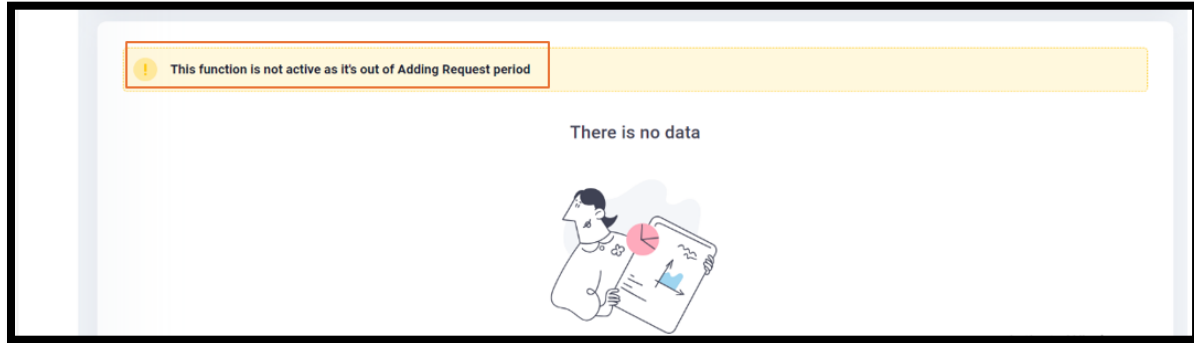 This function is not active as it's out of Adding Request period
There is no data